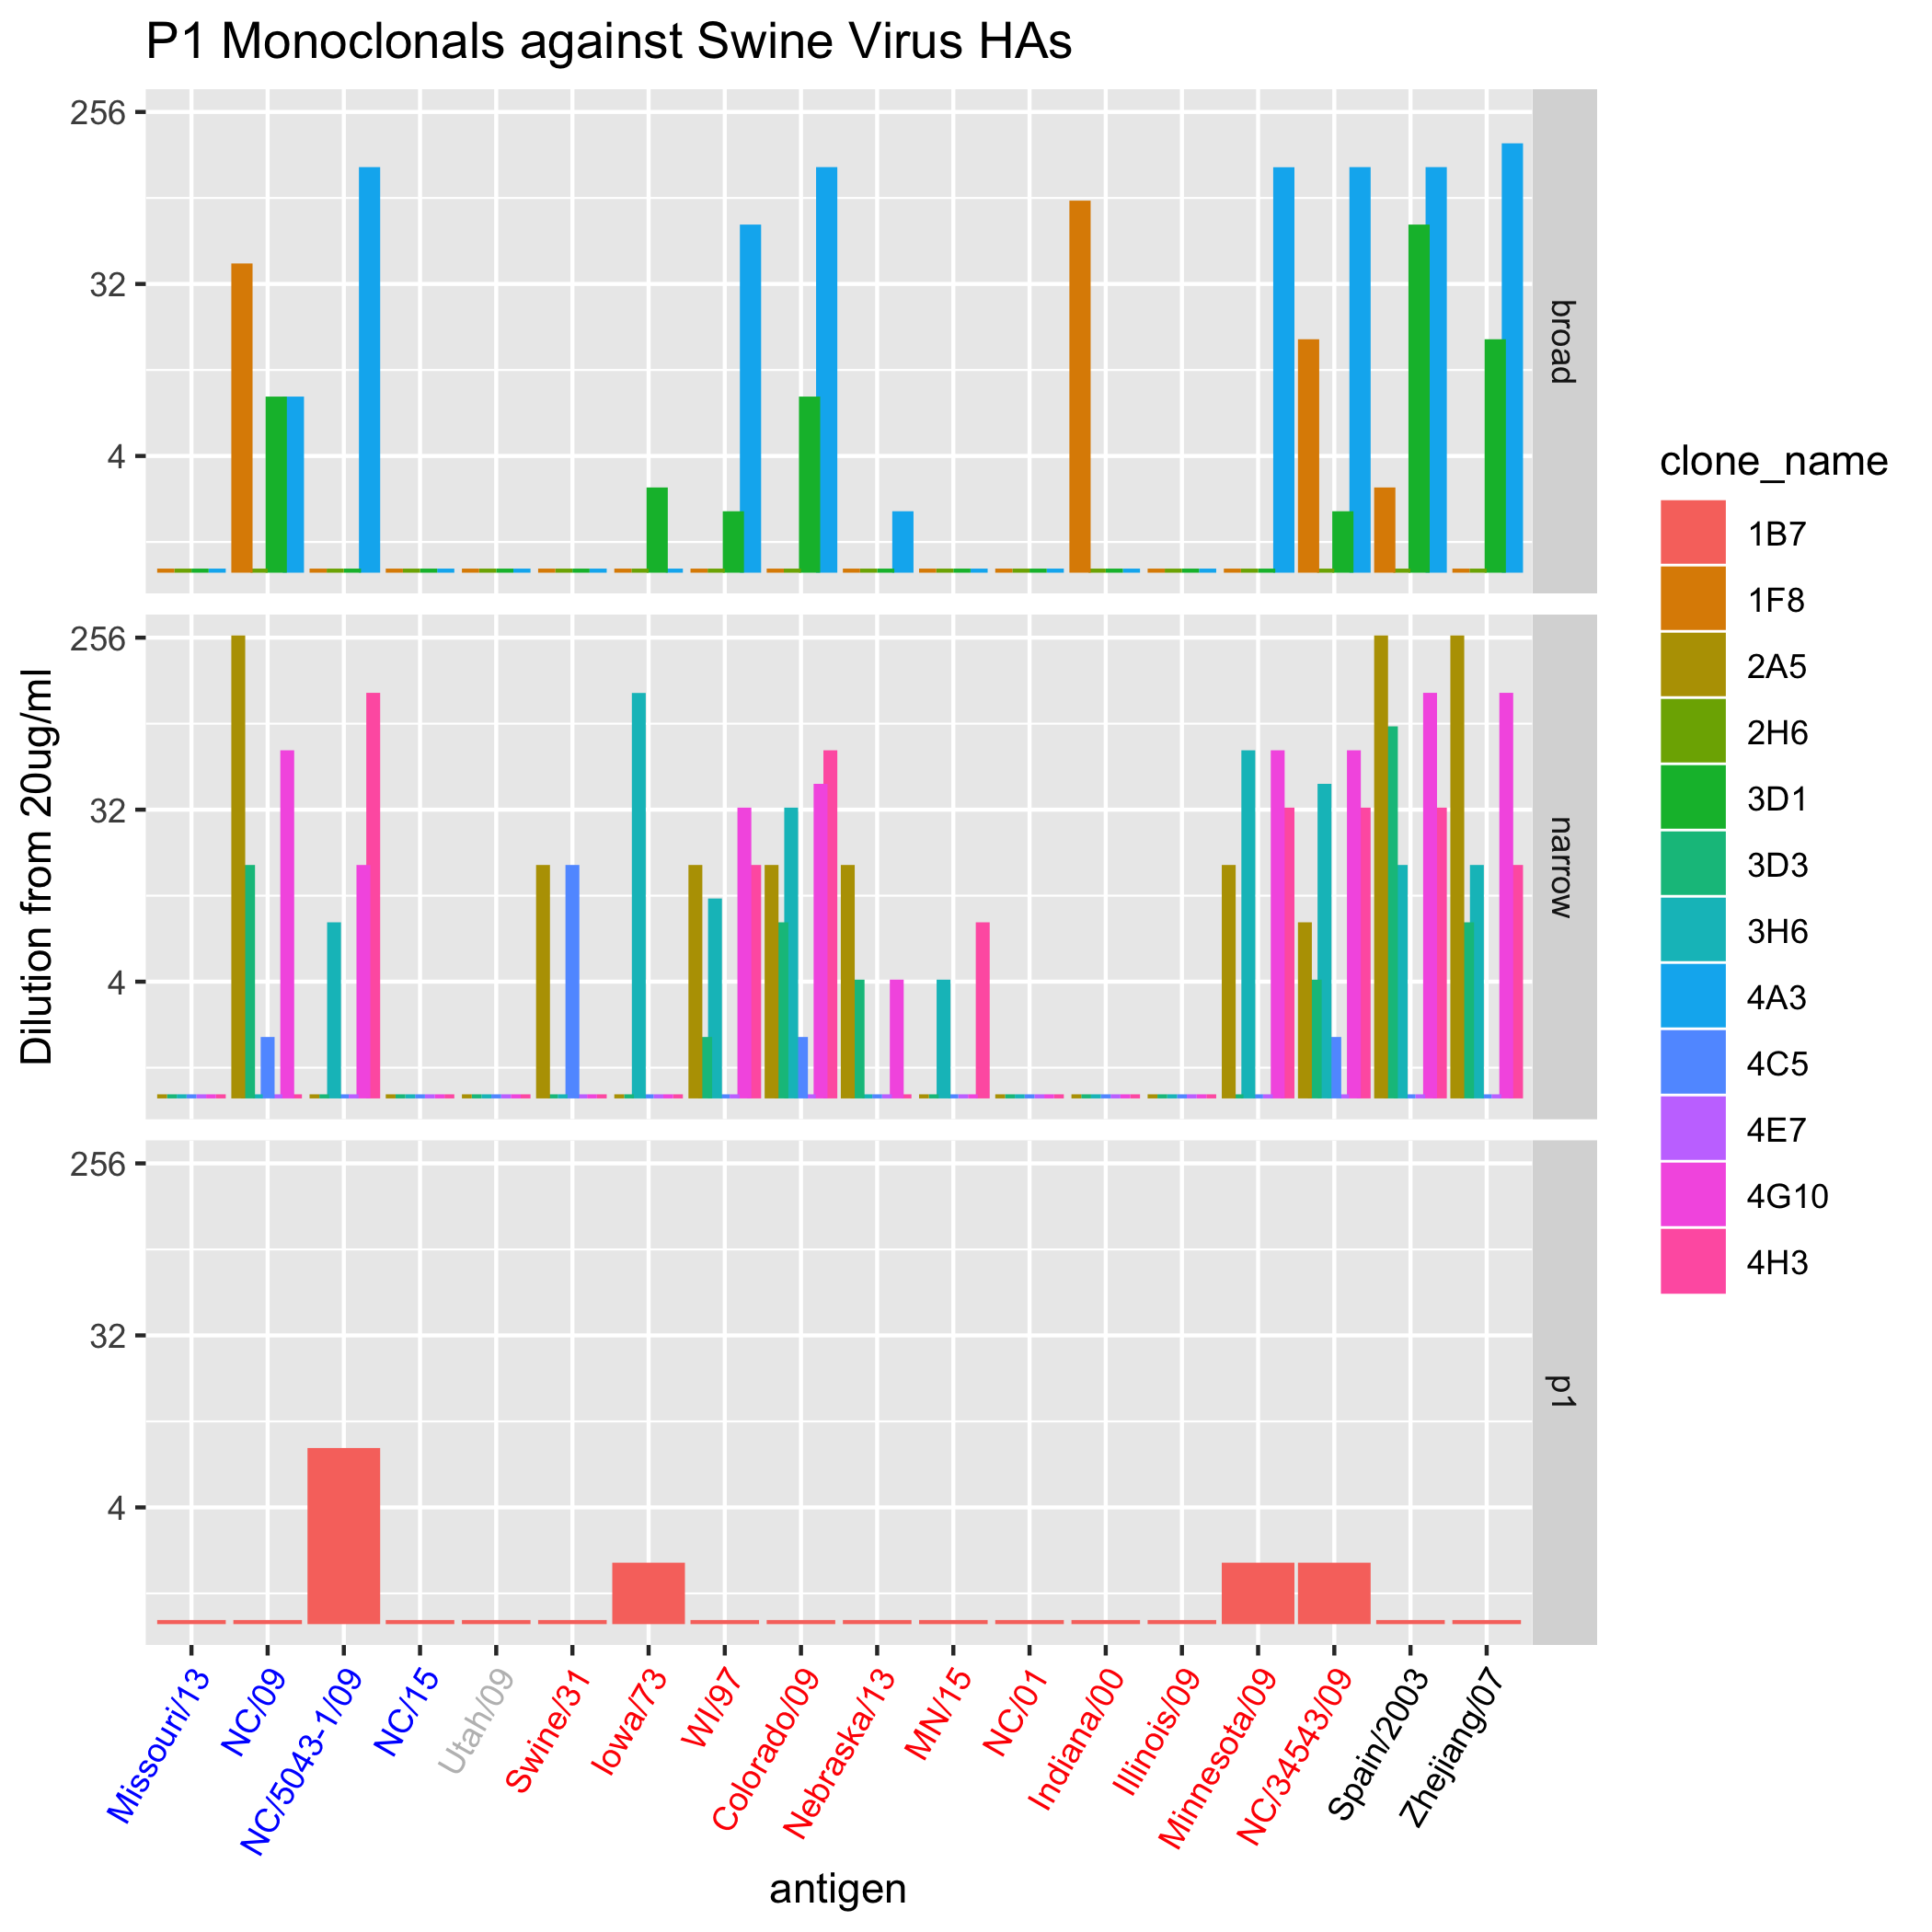 P1 Monoclonals against Swine Virus HAs
256
32
4
broad
256
32
4
narrow
256
32
4
p1
Dilution from 20ug/ml
Missouri/13
NC/09
NC/5043-1/09
NC/15
Utah/09
Swine/31
Iowa/73
WI/97
Colorado/09
Nebraska/13
MN/15
NC/01
Indiana/00
Illinois/09
Minnesota/09
NC/34543/09
Spain/2003
Zhejiang/07
antigen
clone_name
1B7
1F8
2A5
2H6
3D1
3D3
3H6
4A3
4C5
4E7
4G10
4H3